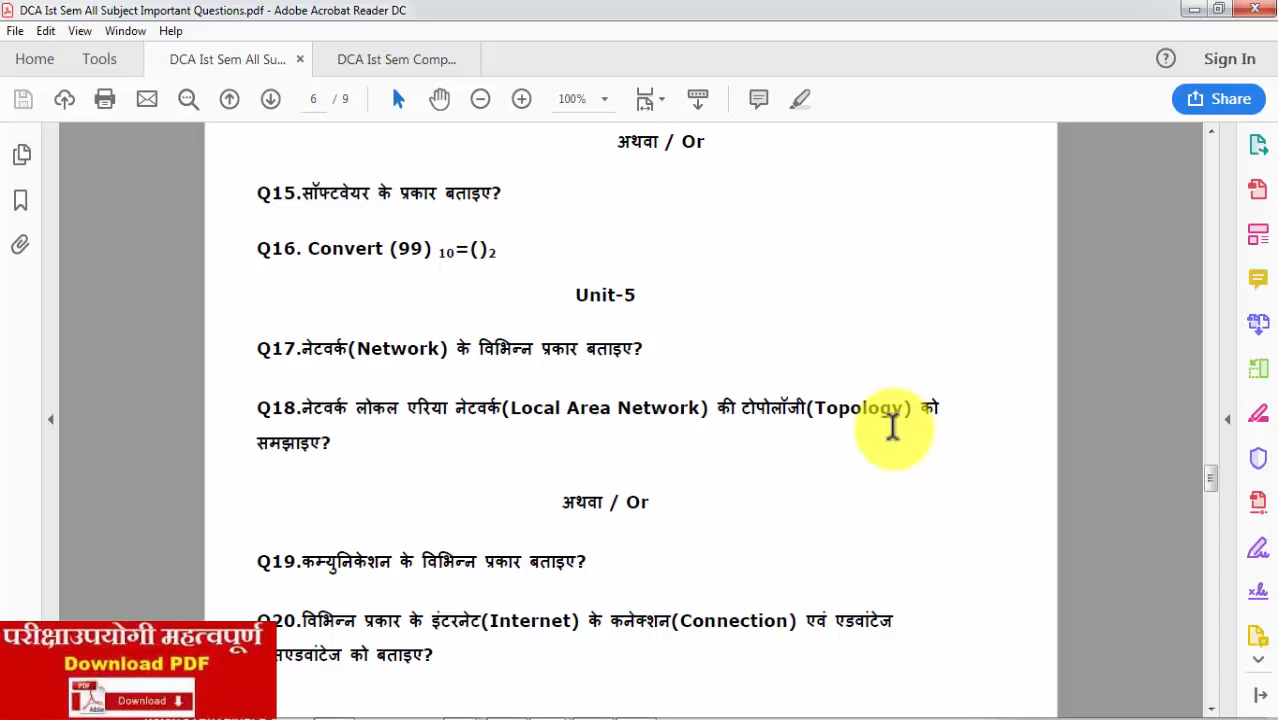 DCA Ist Sem All Subject Important Questions.pdf - Adobe Acrobat Reader DC
File Edit View Window Help
Home Tools DCA Ist Sem All Su... × DCA Ist Sem Comp... Sign In
6 / 9 100% Share
अथवा / Or
Q15.सॉफ्टवेयर के प्रकार बताइए?
Q16. Convert (99) 10=()2
Unit-5
Q17.नेटवर्क(Network) के विभिन्न प्रकार बताइए?
Q18.नेटवर्क लोकल एरिया नेटवर्क(Local Area Network) की टोपोलॉजी(Topology) को
समझाइए?
अथवा / Or
Q19.कम्युनिकेशन के विभिन्न प्रकार बताइए?
Q20.विभिन्न प्रकार के इंटरनेट(Internet) के कनेक्शन(Connection) एवं एडवांटेज
को बताइए?
परीक्षाउपयोगी महत्वपूर्ण
Download PDF
PDF Download